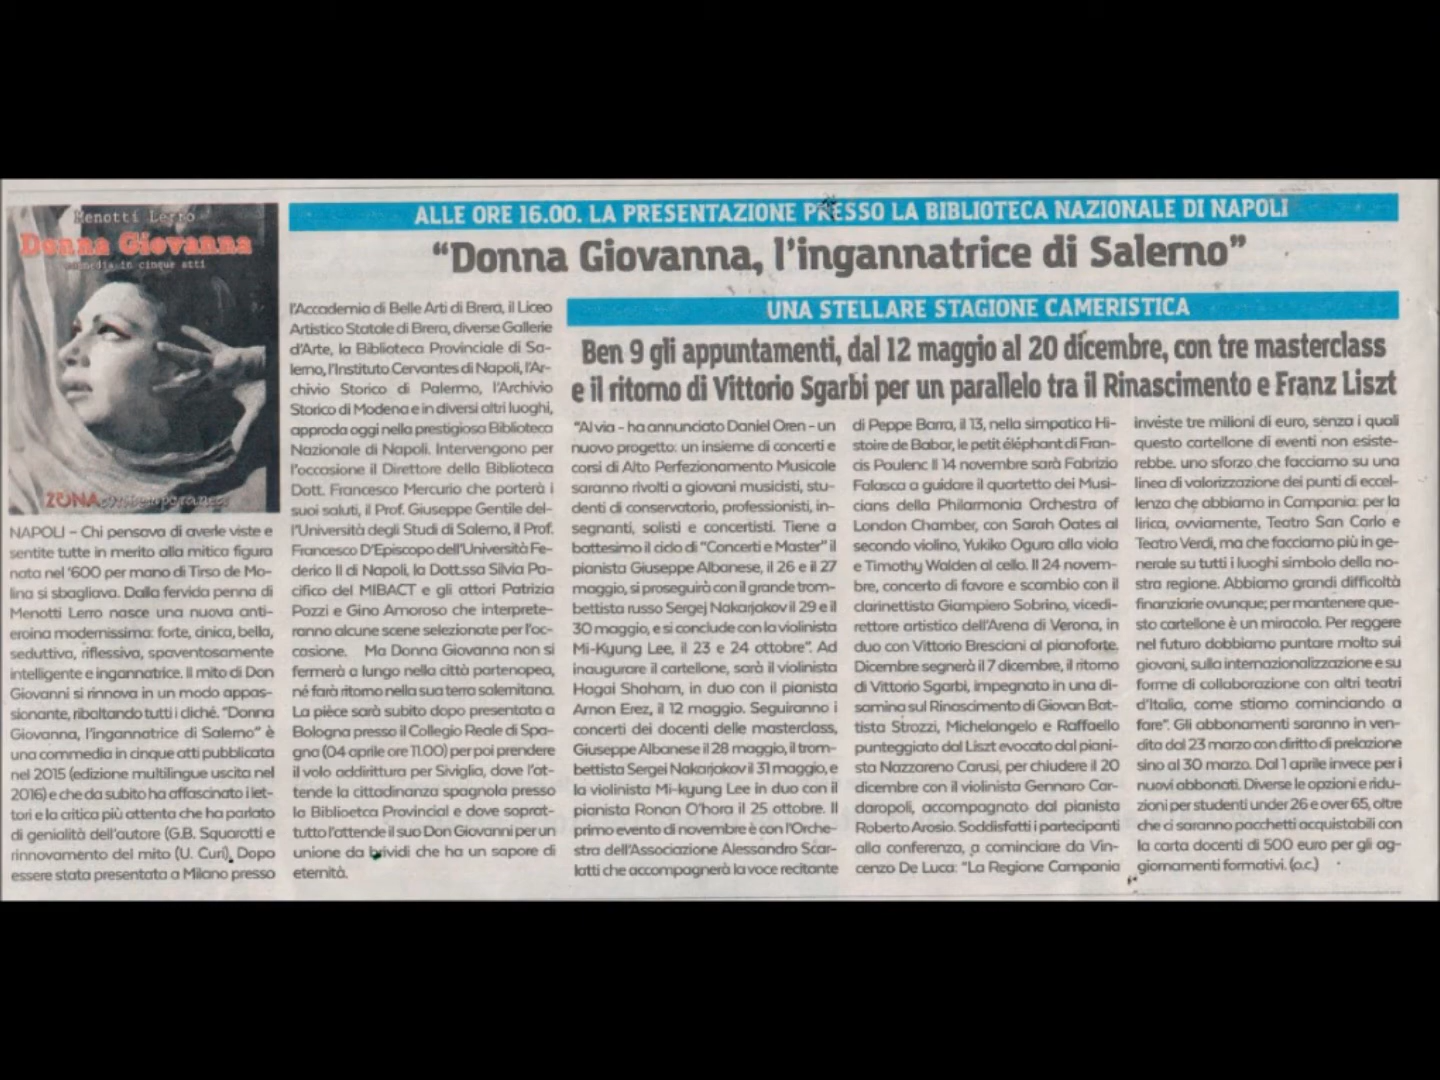 Menotti Lerro
Donna Giovanna
commedia in cinque atti
ZONA contemporanea
ALLE ORE 16.00. LA PRESENTAZIONE PRESSO LA BIBLIOTECA NAZIONALE DI NAPOLI
“Donna Giovanna, l’ingannatrice di Salerno”
NAPOLI – Chi pensava di averle viste e
sentite tutte in merito alla mitica figura
nata nel ‘600 per mano di Tirso de Mo-
lina si sbagliava. Dalla fervida penna di
Menotti Lerro nasce una nuova anti-
eroina modernissima: forte, cinica, bella,
seduttiva, riflessiva, spaventosamente
intelligente e ingannatrice. Il mito di Don
Giovanni si rinnova in un modo appas-
sionante, ribaltando tutti i cliché. “Donna
Giovanna, l’ingannatrice di Salerno” è
una commedia in cinque atti pubblicata
nel 2015 (edizione multilingue uscita nel
2016) e che da subito ha affascinato i let-
tori e la critica più attenta che ha parlato
di genialità dell’autore (G.B. Squarotti e
rinnovamento del mito (U. Curi). Dopo
essere stata presentata a Milano presso
l’Accademia di Belle Arti di Brera, il Liceo
Artistico Statale di Brera, diverse Gallerie
d’Arte, la Biblioteca Provinciale di Sa-
lerno, l’Instituto Cervantes di Napoli, l’Ar-
chivio Storico di Palermo, l’Archivio
Storico di Modena e in diversi altri luoghi,
approda oggi nella prestigiosa Biblioteca
Nazionale di Napoli. Intervengono per
l’occasione il Direttore della Biblioteca
Dott. Francesco Mercurio che porterà i
suoi saluti, il Prof. Giuseppe Gentile del-
l’Università degli Studi di Salerno, il Prof.
Francesco D’Episcopo dell’Università Fe-
derico II di Napoli, la Dott.ssa Silvia Pa-
cifico del MIBACT e gli attori Patrizia
Pozzi e Gino Amoroso che interprete-
ranno alcune scene selezionate per l’oc-
casione. Ma Donna Giovanna non si
fermerà a lungo nella città partenopea,
né farà ritorno nella sua terra salernitana.
La pièce sarà subito dopo presentata a
Bologna presso il Collegio Reale di Spa-
gna (04 aprile ore 11.00) per poi prendere
il volo addirittura per Siviglia, dove l’at-
tende la cittadinanza spagnola presso
la Biblioetca Provincial e dove soprat-
tutto l’attende il suo Don Giovanni per un
unione da brividi che ha un sapore di
eternità.
UNA STELLARE STAGIONE CAMERISTICA
Ben 9 gli appuntamenti, dal 12 maggio al 20 dicembre, con tre masterclass
e il ritorno di Vittorio Sgarbi per un parallelo tra il Rinascimento e Franz Liszt
“Al via – ha annunciato Daniel Oren – un
nuovo progetto: un insieme di concerti e
corsi di Alto Perfezionamento Musicale
saranno rivolti a giovani musicisti, stu-
denti di conservatorio, professionisti, in-
segnanti, solisti e concertisti. Tiene a
battesimo il ciclo di “Concerti e Master” il
pianista Giuseppe Albanese, il 26 e il 27
maggio, si proseguirà con il grande trom-
bettista russo Sergej Nakarjakov il 29 e il
30 maggio, e si conclude con la violinista
Mi-Kyung Lee, il 23 e 24 ottobre”. Ad
inaugurare il cartellone, sarà il violinista
Hagai Shaham, in duo con il pianista
Arnon Erez, il 12 maggio. Seguiranno i
concerti dei docenti delle masterclass,
Giuseppe Albanese il 28 maggio, il trom-
bettista Sergei Nakarjakov il 31 maggio, e
la violinista Mi-kyung Lee in duo con il
pianista Ronan O’hora il 25 ottobre. Il
primo evento di novembre è con l’Orche-
stra dell’Associazione Alessandro Scar-
latti che accompagnerà la voce recitante
di Peppe Barra, il 13, nella simpatica Hi-
stoire de Babar, le petit éléphant di Fran-
cis Paulenc Il 14 novembre sarà Fabrizio
Falasca a guidare il quartetto dei Musi-
cians della Philarmonia Orchestra of
London Chamber, con Sarah Oates al
secondo violino, Yukiko Ogura alla viola
e Timothy Walden al cello. Il 24 novem-
bre, concerto di favore e scambio con il
clarinettista Giampiero Sobrino, vicedi-
rettore artistico dell’Arena di Verona, in
duo con Vittorio Bresciani al pianoforte.
Dicembre segnerà il 7 dicembre, il ritorno
di Vittorio Sgarbi, impegnato in una di-
samina sul Rinascimento di Giovan Bat-
tista Strozzi, Michelangelo e Raffaello
punteggiato dal Liszt evocato dal piani-
sta Nazzareno Carusi, per chiudere il 20
dicembre con il violinista Gennaro Car-
daropoli, accompagnato dal pianista
Roberto Arosio. Soddisfatti i partecipanti
alla conferenza, a cominciare da Vin-
cenzo De Luca: “La Regione Campania
investe tre milioni di euro, senza i quali
questo cartellone di eventi non esiste-
rebbe. uno sforzo che facciamo su una
linea di valorizzazione dei punti di eccel-
lenza che abbiamo in Campania: per la
lirica, ovviamente, Teatro San Carlo e
Teatro Verdi, ma che facciamo più in ge-
nerale su tutti i luoghi simbolo della no-
stra regione. Abbiamo grandi difficoltà
finanziarie ovunque; per mantenere que-
sto cartellone è un miracolo. Per reggere
nel futuro dobbiamo puntare molto sui
giovani, sulla internazionalizzazione e su
forme di collaborazione con altri teatri
d’Italia, come stiamo cominciando a
fare”. Gli abbonamenti saranno in ven-
dita dal 23 marzo con diritto di prelazione
sino al 30 marzo. Dal 1 aprile invece per i
nuovi abbonati. Diverse le opzioni e ridu-
zioni per studenti under 26 e over 65, oltre
che ci saranno pacchetti acquistabili con
la carta docenti di 500 euro per gli ag-
giornamenti formativi. (o.c.)